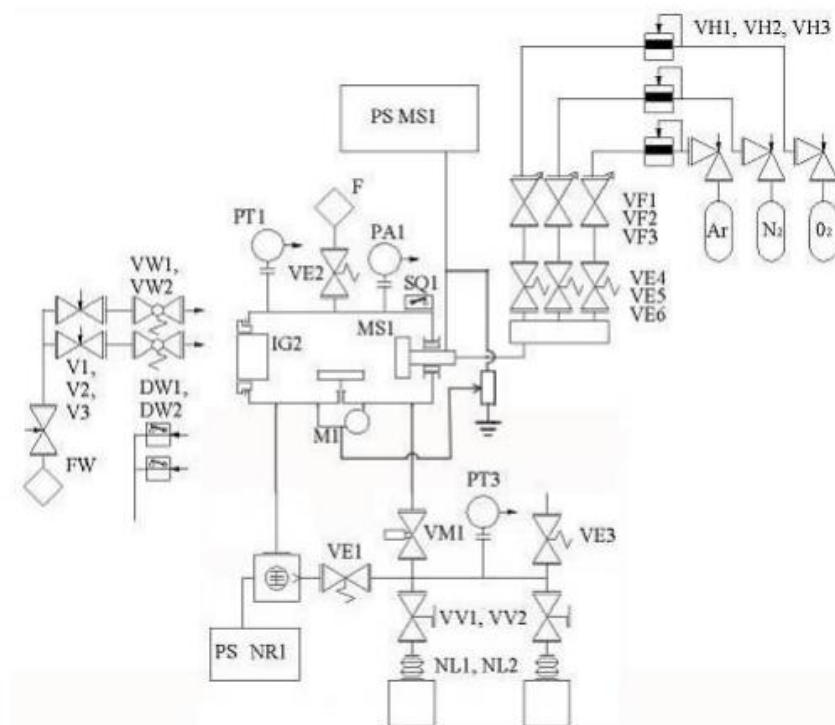 VH1, VH2, VH3
PS MS1
F
PT1
PA1
VE2
SQ1
VF1
VF2
VF3
Ar
N₂
0₂
VW1,
VW2
VE4
VE5
VE6
MS1
IG2
V1,
V2,
V3
DW1,
DW2
M1
FW
PT3
VM1
VE3
VE1
VV1, VV2
PS NR1
NL1, NL2